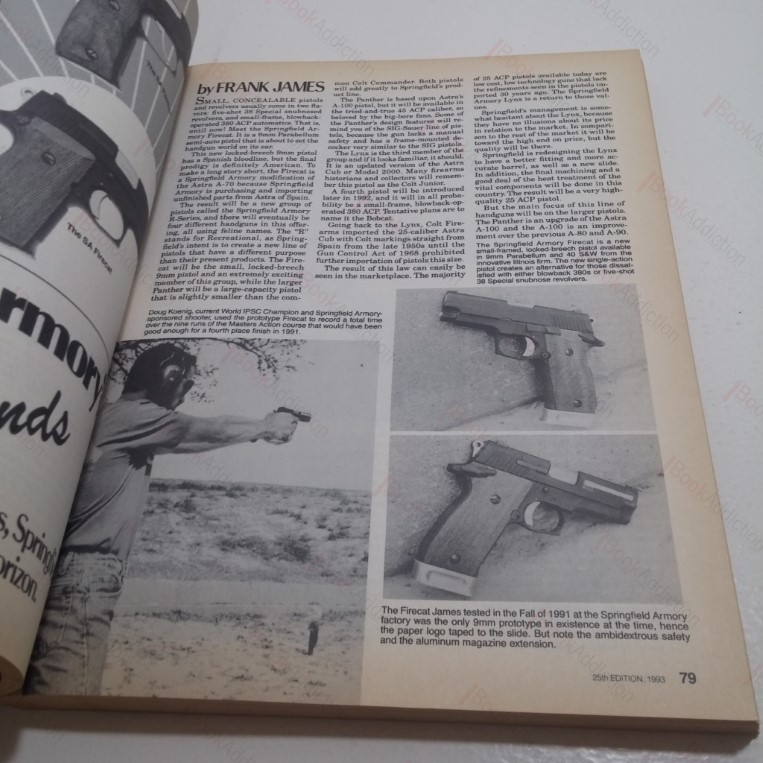 THE
The SA Firecat
rmory
nds
s, Springfi
orizon.
by FRANK JAMES
SMALL, CONCEALABLE pistols
and revolvers usually come in two fla-
vors: five-shot 38 Special snubnosed
revolvers, and small-frame, blowback-
operated 380 ACP automatics. That is,
until now! Meet the Springfield Ar-
mory Firecat. It is a 9mm Parabellum
semi-auto pistol that is about to set the
handgun world on its ear.
This new locked-breech 9mm pistol
has a Spanish bloodline, but the final
prodigy is definitely American. To
make a long story short, the Firecat is
a Springfield Armory modification of
the Astra A-70 because Springfield
Armory is purchasing and importing
unfinished parts from Astra of Spain.
The result will be a new group of
pistols called the Springfield Armory
R-Series, and there will eventually be
four different handguns in this offer-
ing, all using feline names. The "R"
stands for Recreational, as Spring-
field's intent is to create a new line of
pistols that have a different purpose
than their present products. The Fire-
cat will be the small, locked-breech
9mm pistol and an extremely exciting
member of this group, while the larger
Panther will be a large-capacity pistol
that is slightly smaller than the com-
mon Colt Commander. Both pistols
will add greatly to Springfield's prod-
uct line.
The Panther is based upon Astra's
A-100 pistol, but it will be available in
the tried-and-true 45 ACP caliber, so
beloved by the big-bore fans. Some of
the Panther's design features will re-
mind you of the SIG-Sauer line of pis-
tols, because the gun lacks a manual
safety and has a frame-mounted de-
cocker very similar to the SIG pistols.
The Lynx is the third member of the
group and if it looks familiar, it should.
It is an updated version of the Astra
Cub or Model 2000. Many firearms
historians and collectors will remem-
ber this pistol as the Colt Junior.
A fourth pistol will be introduced
later in 1992, and it will in all proba-
bility be a small-frame, blowback-op-
erated 380 ACP. Tentative plans are to
name it the Bobcat.
Going back to the Lynx, Colt Fire-
arms imported the 25-caliber Astra
Cub with Colt markings straight from
Spain from the late 1950s until the
Gun Control Act of 1968 prohibited
further importation of pistols this size.
The result of this law can easily be
seen in the marketplace. The majority
of 25 ACP pistols available today are
low cost, low technology guns that lack
the refinements seen in the pistols im-
ported 30 years ago. The Springfield
Armory Lynx is a return to those val-
ues.
Springfield's management is some-
what hesitant about the Lynx, because
they have no illusions about its price
in relation to the market. In compari-
son to the rest of the market it will be
toward the high end on price, but the
quality will be there.
Springfield is redesigning the Lynx
to have a better fitting and more ac-
curate barrel, as well as a new slide.
In addition, the final machining and a
good deal of the heat treatment of the
vital components will be done in this
country. The result will be a very high-
quality 25 ACP pistol.
But the main focus of this line of
handguns will be on the larger pistols.
The Panther is an upgrade of the Astra
A-100 and the A-100 is an improve-
ment over the previous A-80 and A-90.
The Springfield Armory Firecat is a new
small-framed, locked-breech pistol available
in 9mm Parabellum and 40 S&W from the
innovative Illinois firm. The new single-action
pistol creates an alternative for those dissat-
isfied with either blowback 380s or five-shot
38 Special snubnose revolvers.
Doug Koenig, current World IPSC Champion and Springfield Armory-
sponsored shooter, used the prototype Firecat to record a total time
over the nine runs of the Masters Action course that would have been
good enough for a fourth place finish in 1991.
The Firecat James tested in the Fall of 1991 at the Springfield Armory
factory was the only 9mm prototype in existence at the time, hence
the paper logo taped to the slide. But note the ambidextrous safety
and the aluminum magazine extension.
25th EDITION, 1993 79